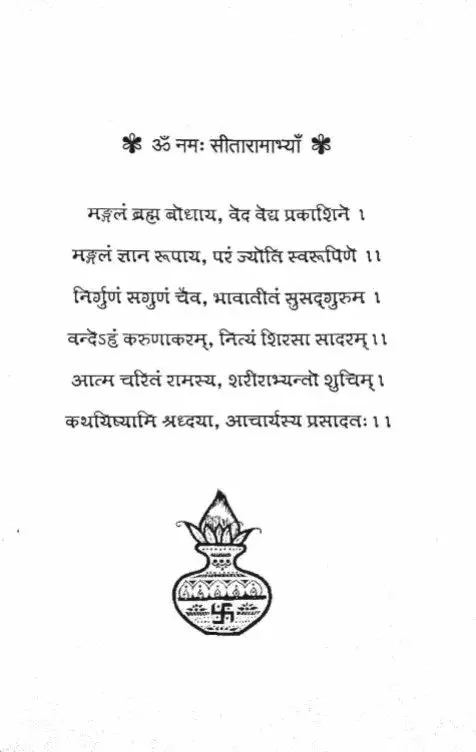 ॐ नमः सीतारामाभ्याँ
मङ्गलं ब्रह्म बोधाय, वेद वेद्य प्रकाशिने ।
मङ्गलं ज्ञान रूपाय, परं ज्योति स्वरूपिणे ।।
निर्गुणं सगुणं चैव, भावातीतं सुसद्‌गुरुम ।
वन्देऽहं करुणाकरम्, नित्यं शिरसा सादरम् ।।
आत्म चरितं रामस्य, शरीराभ्यन्तो शुचिम् ।
कथयिष्यामि श्रध्दया, आचार्यस्य प्रसादतः ।।